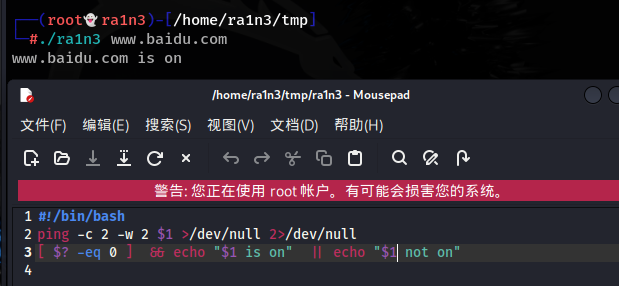 ┌──(root👻ra1n3)-[/home/ra1n3/tmp]
└─#./ra1n3 www.baidu.com
www.baidu.com is on
/home/ra1n3/tmp/ra1n3 - Mousepad
文件(F) 编辑(E) 搜索(S) 视图(V) 文档(D) 帮助(H)
警告: 您正在使用 root 帐户。有可能会损害您的系统。
1 #!/bin/bash
2 ping -c 2 -w 2 $1 >/dev/null 2>/dev/null
3 [ $? -eq 0 ]  && echo "$1 is on"  || echo "$1 not on"
4